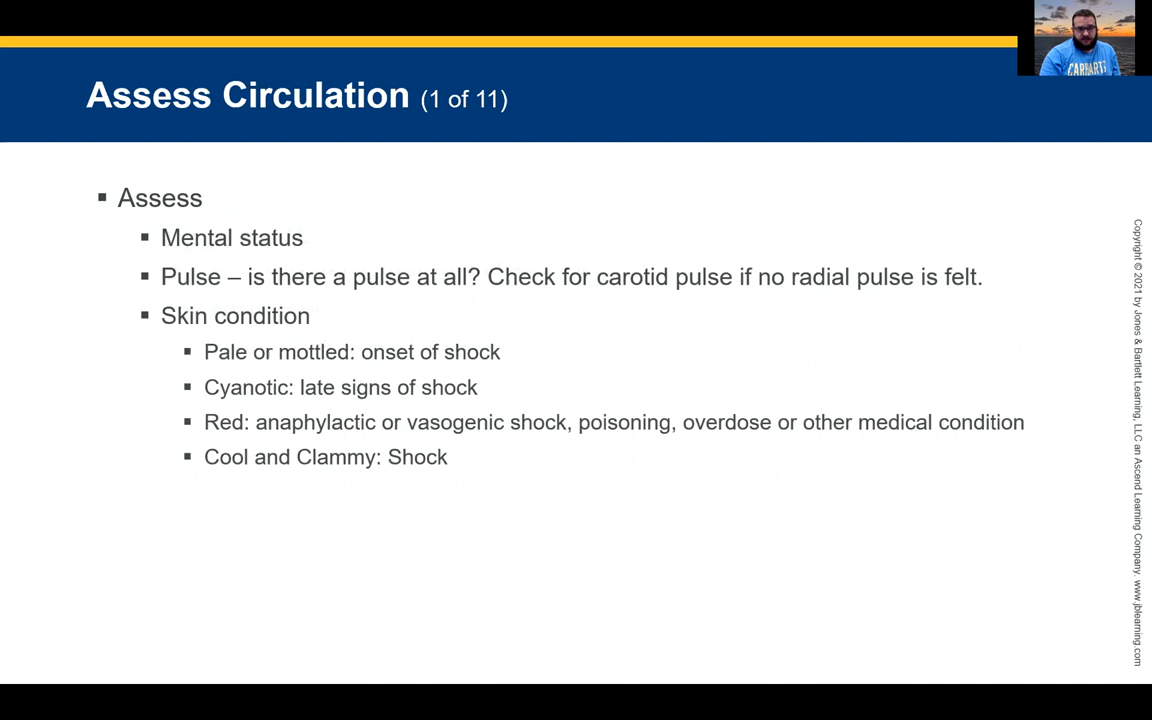 Assess Circulation (1 of 11)
▪ Assess
▪ Mental status
▪ Pulse – is there a pulse at all? Check for carotid pulse if no radial pulse is felt.
▪ Skin condition
▪ Pale or mottled: onset of shock
▪ Cyanotic: late signs of shock
▪ Red: anaphylactic or vasogenic shock, poisoning, overdose or other medical condition
▪ Cool and Clammy: Shock
Copyright © 2021 by Jones & Bartlett Learning, LLC an Ascend Learning Company. www.jblearning.com
CARHARTT